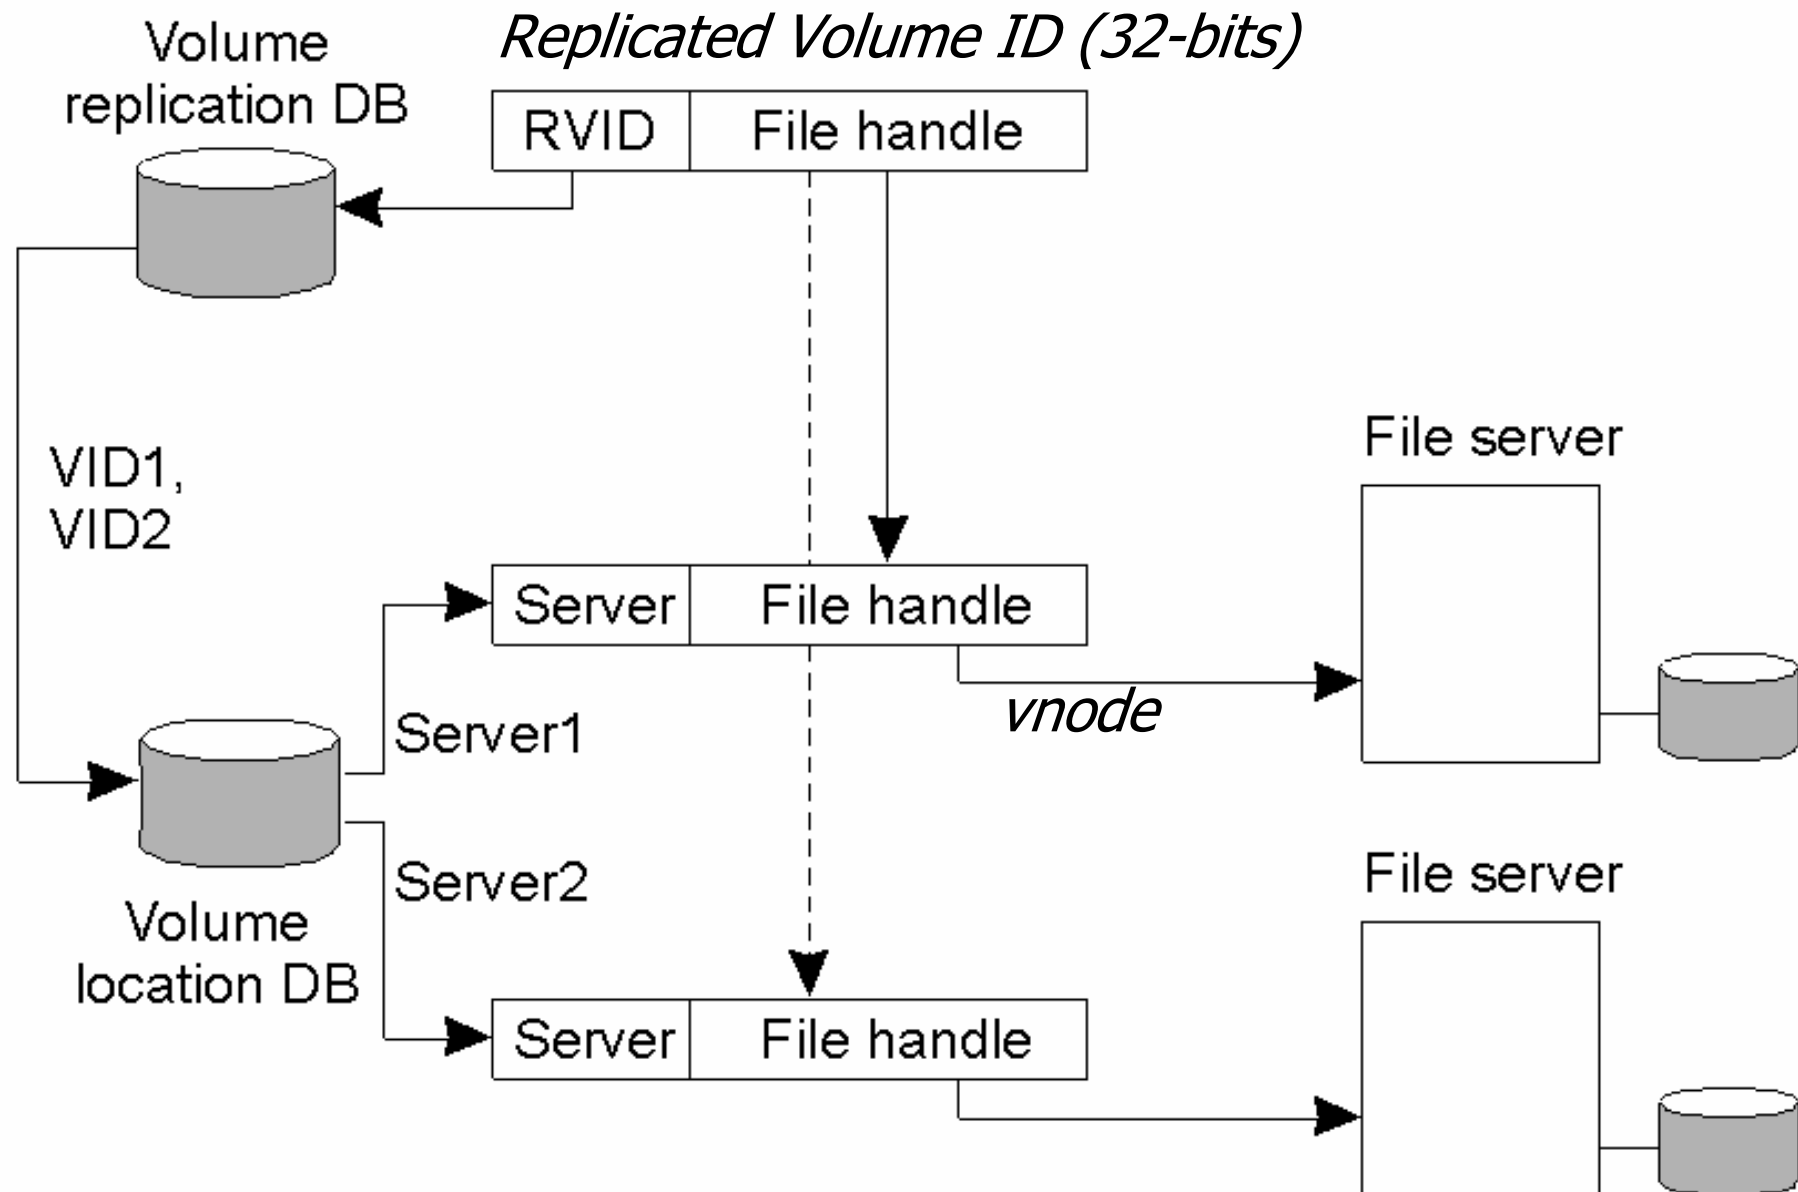 Replicated Volume ID (32-bits)
Volume
replication DB
RVID
File handle
VID1,
VID2
File server
Server
File handle
vnode
Server1
Server2
Volume
location DB
File server
Server
File handle